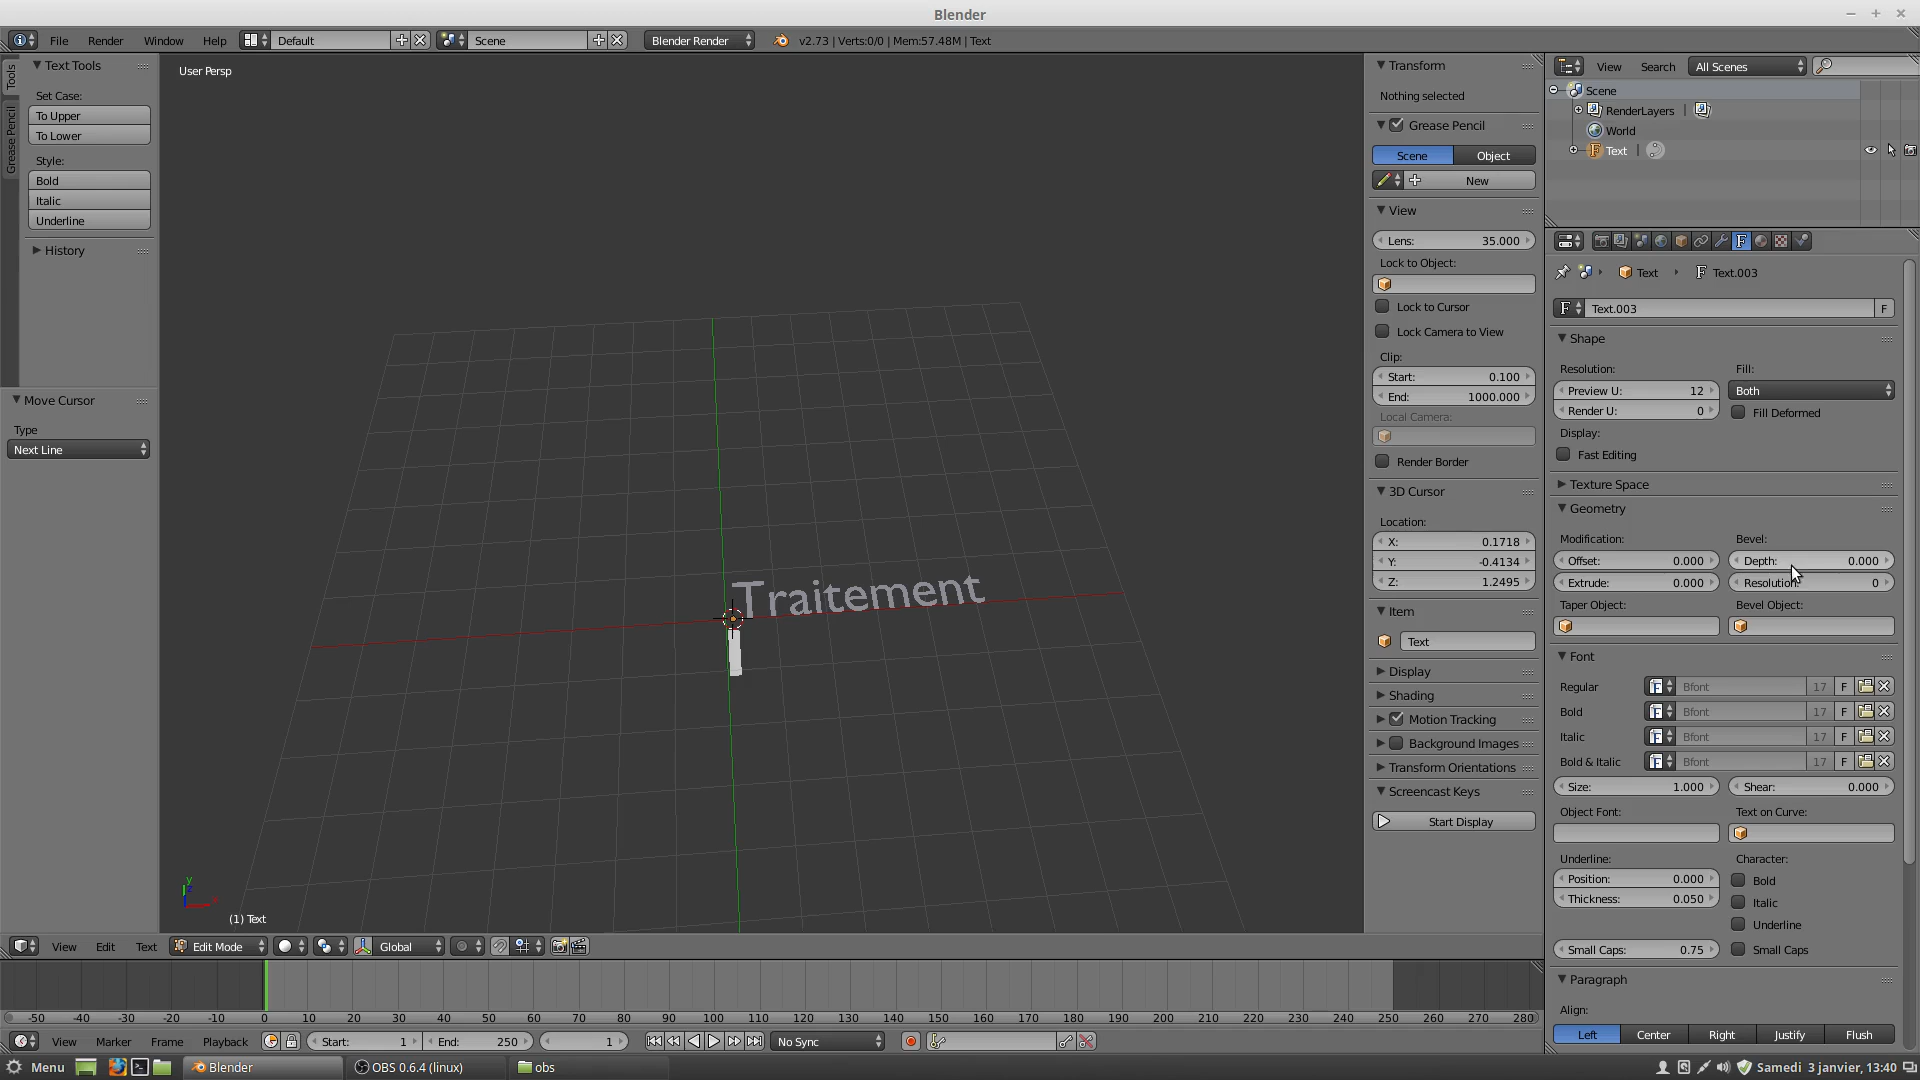 Blender
File Render Window Help Default Scene Blender Render v2.73 | Verts:0/0 | Mem:57.48M | Text
Tools
Grease Pencil
Text Tools
Set Case:
To Upper
To Lower
Style:
Bold
Italic
Underline
History
Move Cursor
Type
Next Line
User Persp
Traitement
y
x
(1) Text
Transform
Nothing selected
Grease Pencil
Scene Object
New
View
Lens: 35.000
Lock to Object:
Lock to Cursor
Lock Camera to View
Clip:
Start: 0.100
End: 1000.000
Local Camera:
Render Border
3D Cursor
Location:
X: 0.1718
Y: -0.4134
Z: 1.2495
Item
Text
Display
Shading
Motion Tracking
Background Images
Transform Orientations
Screencast Keys
Start Display
View Search All Scenes
Scene
RenderLayers |
World
Text |
Text Text.003
Text.003 F
Shape
Resolution: Fill:
Preview U: 12 Both
Render U: 0 Fill Deformed
Display:
Fast Editing
Texture Space
Geometry
Modification: Bevel:
Offset: 0.000 Depth: 0.000
Extrude: 0.000 Resolution: 0
Taper Object: Bevel Object:
Font
Regular Bfont 17 F
Bold Bfont 17 F
Italic Bfont 17 F
Bold & Italic Bfont 17 F
Size: 1.000 Shear: 0.000
Object Font: Text on Curve:
Underline: Character:
Position: 0.000 Bold
Thickness: 0.050 Italic
Underline
Small Caps: 0.75 Small Caps
Paragraph
Align:
Left Center Right Justify Flush
View Edit Text Edit Mode Global
-50 -40 -30 -20 -10 0 10 20 30 40 50 60 70 80 90 100 110 120 130 140 150 160 170 180 190 200 210 220 230 240 250 260 270 280
View Marker Frame Playback Start: 1 End: 250 1 No Sync
Menu Blender OBS 0.6.4 (linux) obs Samedi 3 janvier, 13:40